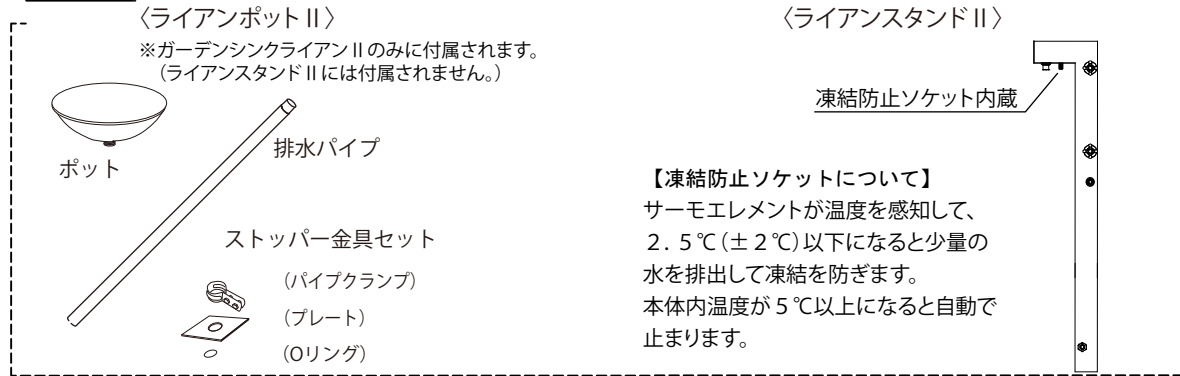 〈ライアンポットⅡ〉
※ガーデンシンクライアンⅡのみに付属されます。
（ライアンスタンドⅡには付属されません。）
ポット
排水パイプ
ストッパー金具セット
（パイプクランプ）
（プレート）
（Oリング）
〈ライアンスタンドⅡ〉
凍結防止ソケット内蔵
【凍結防止ソケットについて】
サーモエレメントが温度を感知して、
２．５℃（±２℃）以下になると少量の
水を排出して凍結を防ぎます。
本体内温度が５℃以上になると自動で
止まります。